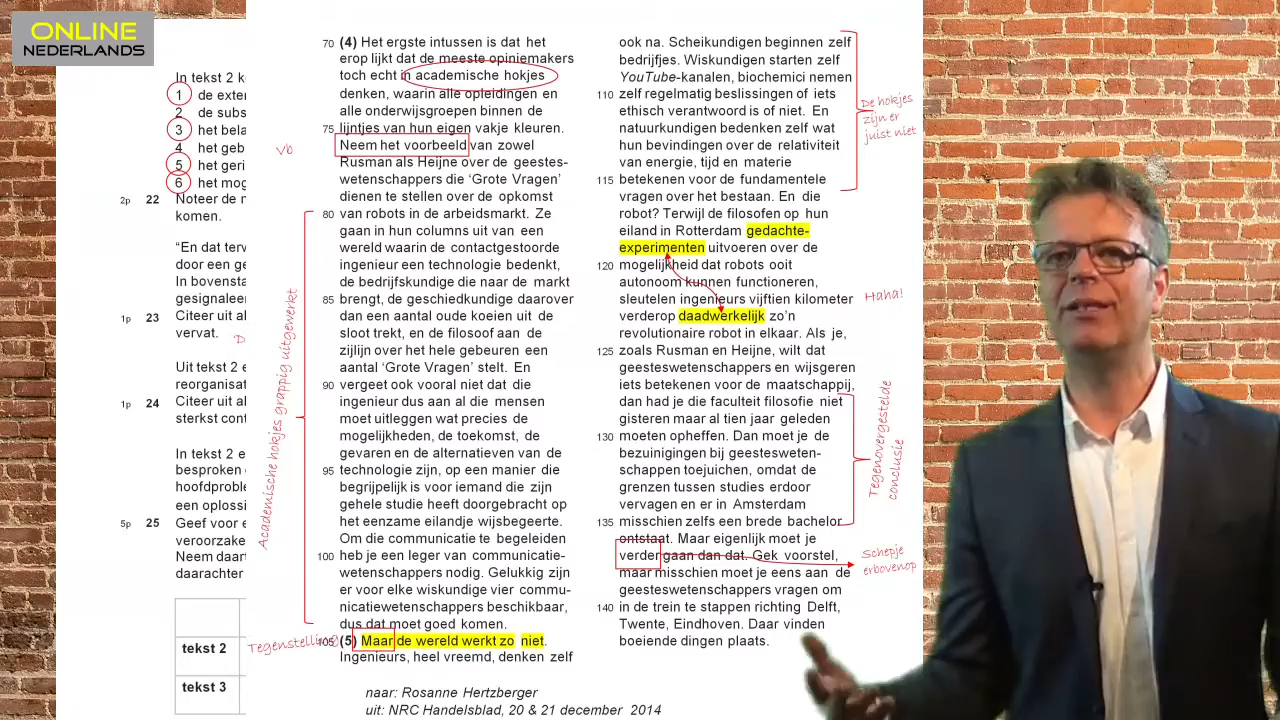 ONLINE
NEDERLANDS
In tekst 2 k
1 de exter
2 de subs
3 het bela
4 het geb
5 het geri
6 het mog
2p 22 Noteer de n
komen.
“En dat terw
door een ge
In bovensta
gesignaleer
1p 23 Citeer uit al
vervat.
Uit tekst 2 e
reorganisat
1p 24 Citeer uit al
sterkst cont
In tekst 2 e
besproken
hoofdproble
een oplossi
5p 25 Geef voor e
veroorzake
Neem daart
daarachter
tekst 2
tekst 3
70 (4) Het ergste intussen is dat het
erop lijkt dat de meeste opiniemakers
toch echt in academische hokjes
denken, waarin alle opleidingen en
alle onderwijsgroepen binnen de
75 lijntjes van hun eigen vakje kleuren.
Vb
Neem het voorbeeld van zowel
Rusman als Heijne over de geestes-
wetenschappers die ‘Grote Vragen’
dienen te stellen over de opkomst
80 van robots in de arbeidsmarkt. Ze
gaan in hun columns uit van een
wereld waarin de contactgestoorde
ingenieur een technologie bedenkt,
de bedrijfskundige die naar de markt
85 brengt, de geschiedkundige daarover
dan een aantal oude koeien uit de
sloot trekt, en de filosoof aan de
zijlijn over het hele gebeuren een
aantal ‘Grote Vragen’ stelt. En
90 vergeet ook vooral niet dat die
ingenieur dus aan al die mensen
moet uitleggen wat precies de
mogelijkheden, de toekomst, de
gevaren en de alternatieven van de
95 technologie zijn, op een manier die
begrijpelijk is voor iemand die zijn
gehele studie heeft doorgebracht op
het eenzame eilandje wijsbegeerte.
Om die communicatie te begeleiden
100 heb je een leger van communicatie-
wetenschappers nodig. Gelukkig zijn
er voor elke wiskundige vier commu-
nicatiewetenschappers beschikbaar,
dus dat moet goed komen.
Academische hokjes grappig uitgewerkt
Tegenstelling
105 (5) Maar de wereld werkt zo niet.
Ingenieurs, heel vreemd, denken zelf
ook na. Scheikundigen beginnen zelf
bedrijfjes. Wiskundigen starten zelf
YouTube-kanalen, biochemici nemen
110 zelf regelmatig beslissingen of iets
ethisch verantwoord is of niet. En
natuurkundigen bedenken zelf wat
hun bevindingen over de relativiteit
van energie, tijd en materie
115 betekenen voor de fundamentele
vragen over het bestaan. En die
robot? Terwijl de filosofen op hun
eiland in Rotterdam gedachte-
experimenten uitvoeren over de
120 mogelijkheid dat robots ooit
autonoom kunnen functioneren,
sleutelen ingenieurs vijftien kilometer
verderop daadwerkelijk zo’n
revolutionaire robot in elkaar. Als je,
125 zoals Rusman en Heijne, wilt dat
geesteswetenschappers en wijsgeren
iets betekenen voor de maatschappij,
dan had je die faculteit filosofie niet
gisteren maar al tien jaar geleden
130 moeten opheffen. Dan moet je de
bezuinigingen bij geestesweten-
schappen toejuichen, omdat de
grenzen tussen studies erdoor
vervagen en er in Amsterdam
135 misschien zelfs een brede bachelor
ontstaat. Maar eigenlijk moet je
verder gaan dan dat. Gek voorstel,
maar misschien moet je eens aan de
geesteswetenschappers vragen om
140 in de trein te stappen richting Delft,
Twente, Eindhoven. Daar vinden
boeiende dingen plaats.
De hokjes
zijn er
juist niet
Haha!
Tegenovergestelde
conclusie
Schepje
erbovenop
naar: Rosanne Hertzberger
uit: NRC Handelsblad, 20 & 21 december 2014